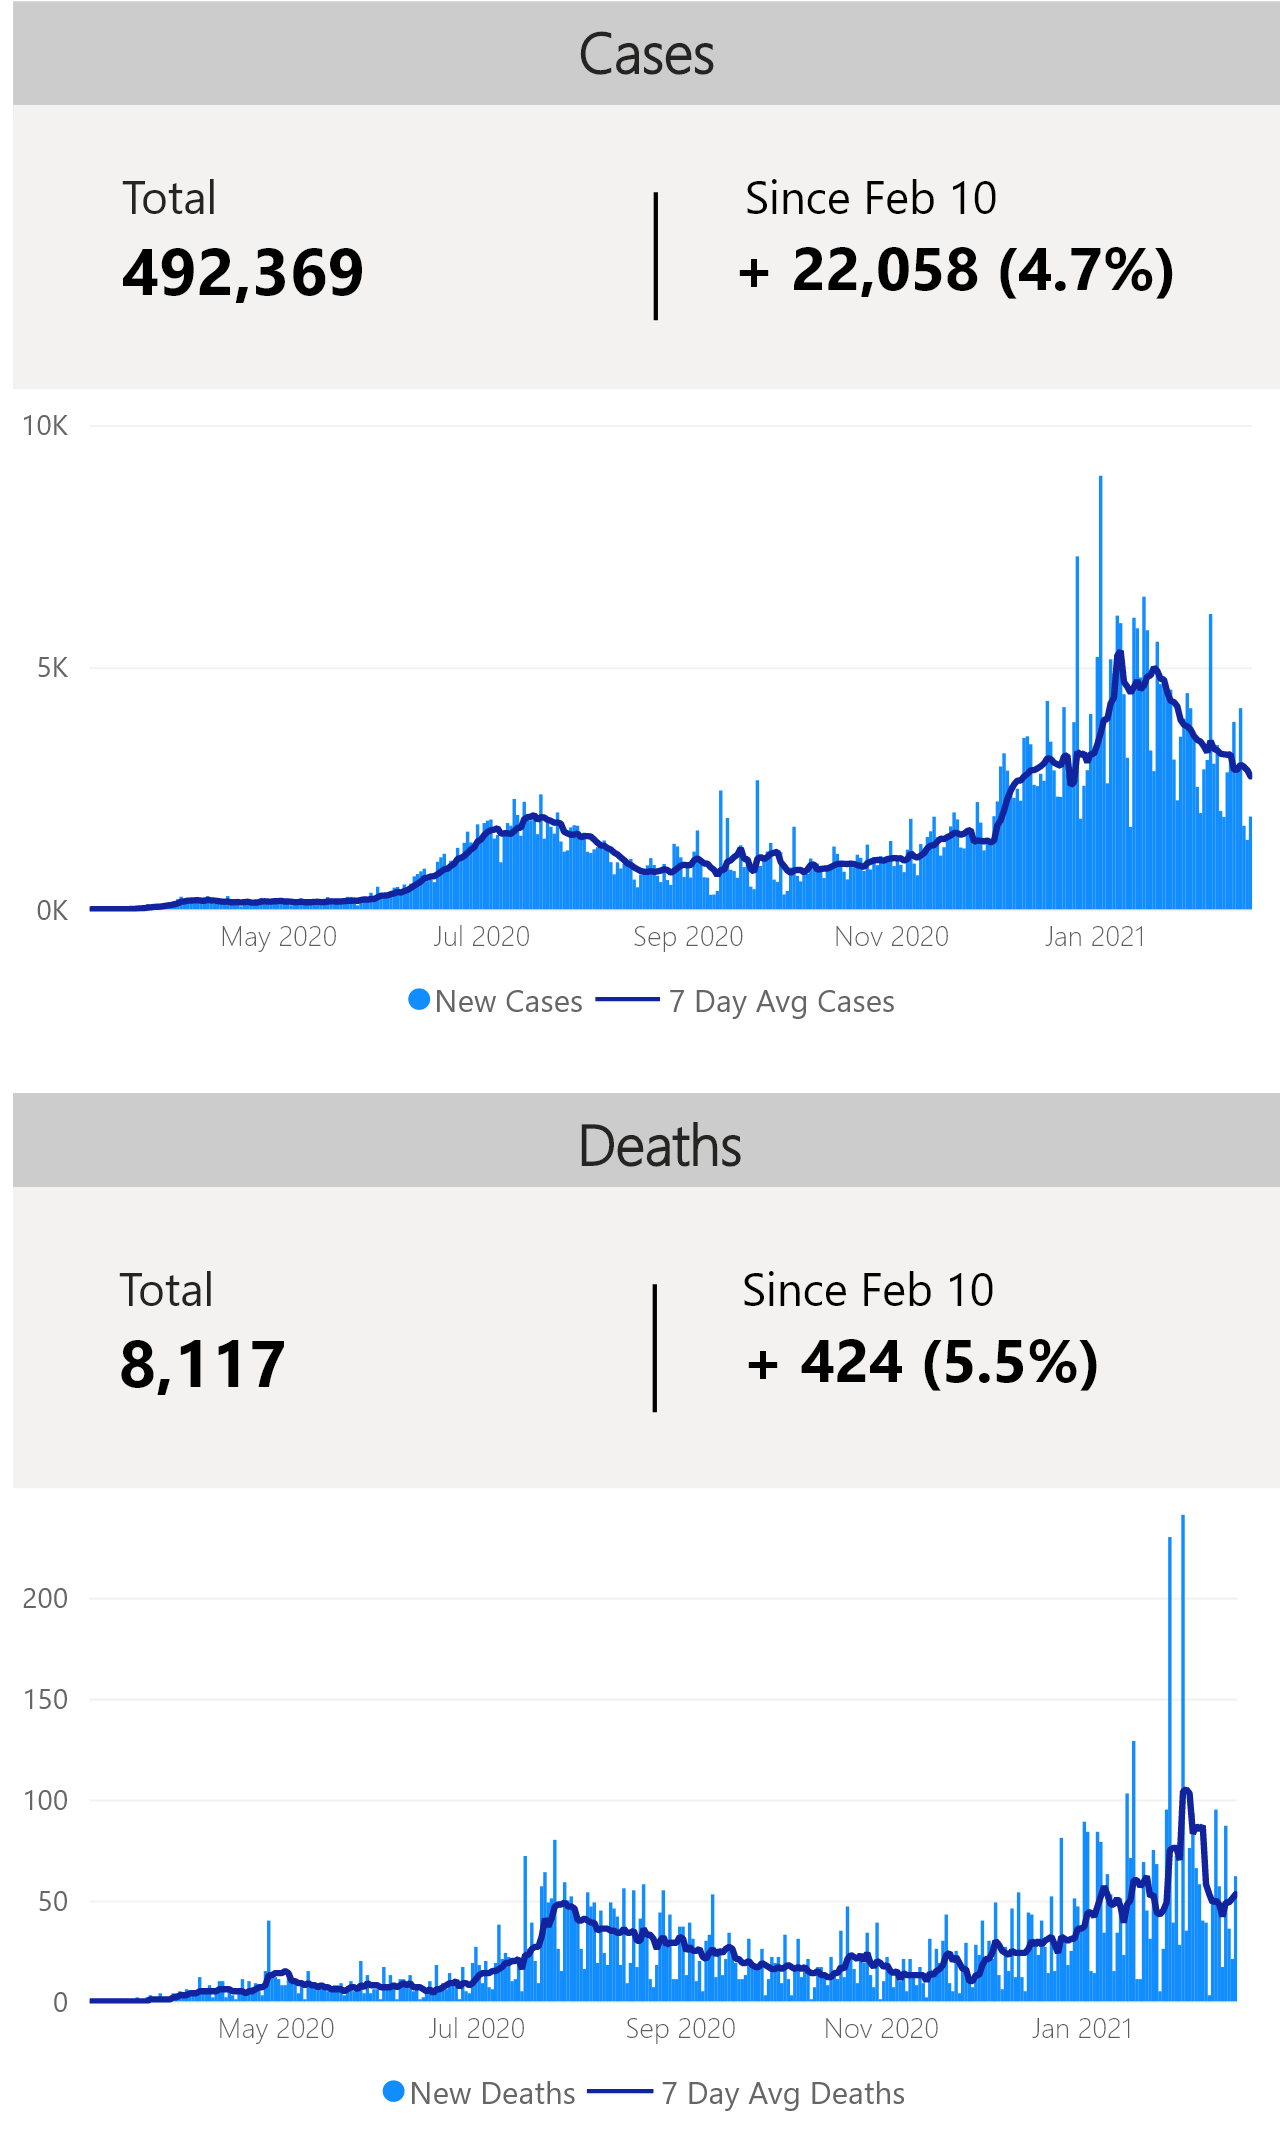 Cases
Total
Since Feb 10
492,369
+ 22,058 (4.7%)
10K
5K
0K
May 2020
Jul 2020
Sep 2020
Nov 2020
Jan 2021
New Cases
7 Day Avg Cases
Deaths
Total
Since Feb 10
8,117
+ 424 (5.5%)
200
150
100
50
0
May 2020
Jul 2020
Sep 2020
Nov 2020
Jan 2021
New Deaths
7 Day Avg Deaths